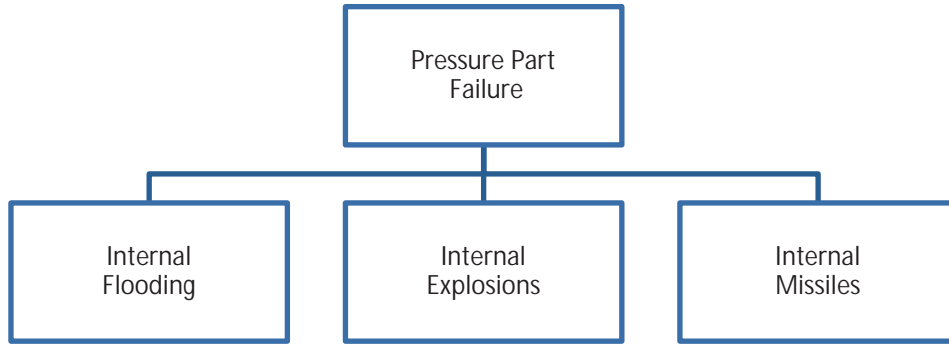 Pressure Part
Failure
Internal
Flooding
Internal
Explosions
Internal
Missiles